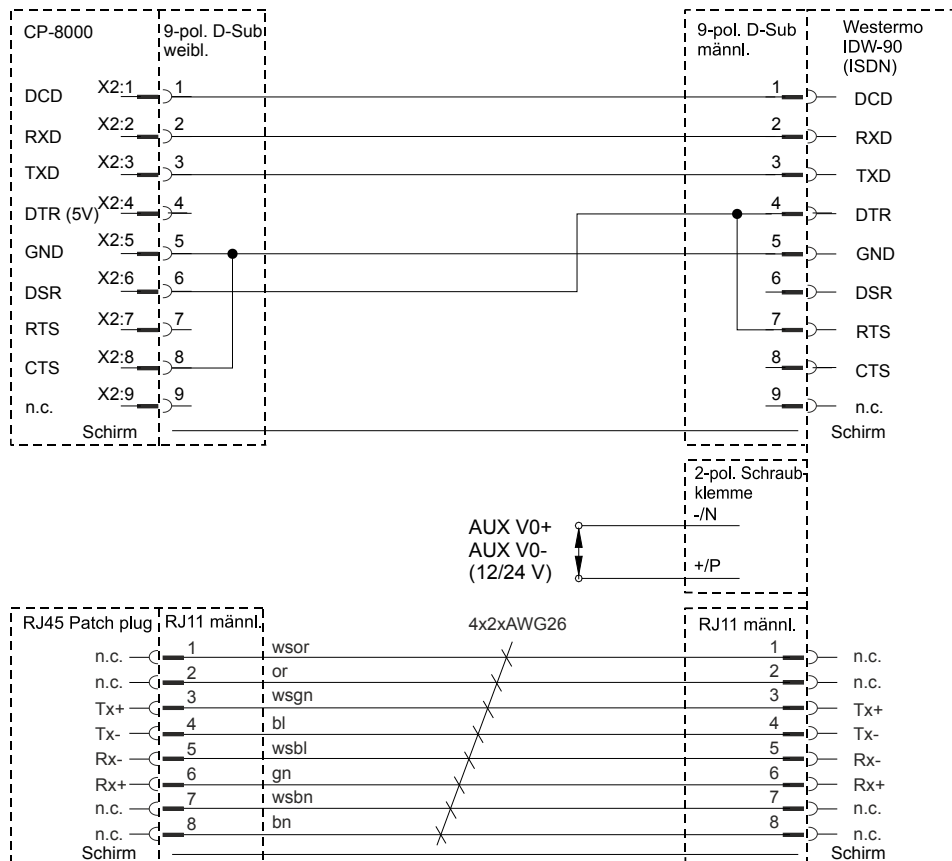 CP-8000
9-pol. D-Sub
weibl.
9-pol. D-Sub
männl.
Westermo
IDW-90
(ISDN)
DCD X2:1 1 1 DCD
RXD X2:2 2 2 RXD
TXD X2:3 3 3 TXD
DTR (5V) X2:4 4 4 DTR
GND X2:5 5 5 GND
DSR X2:6 6 6 DSR
RTS X2:7 7 7 RTS
CTS X2:8 8 8 CTS
n.c. X2:9 9 9 n.c.
Schirm Schirm
2-pol. Schraub-
klemme
-/N
AUX V0+
AUX V0-
(12/24 V)
+/P
RJ45 Patch plug RJ11 männl. 4x2xAWG26 RJ11 männl.
n.c. 1 wsor 1 n.c.
n.c. 2 or 2 n.c.
Tx+ 3 wsgn 3 Tx+
Tx- 4 bl 4 Tx-
Rx- 5 wsbl 5 Rx-
Rx+ 6 gn 6 Rx+
n.c. 7 wsbn 7 n.c.
n.c. 8 bn 8 n.c.
Schirm Schirm